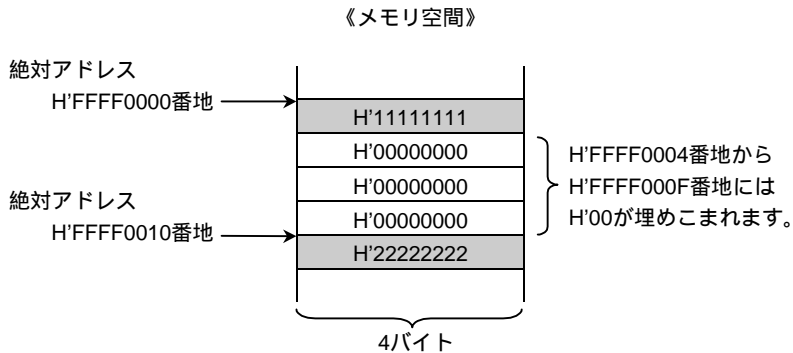 《メモリ空間》
絶対アドレス
H'FFFF0000番地
H'11111111
H'00000000
H'00000000
H'00000000
H'22222222
絶対アドレス
H'FFFF0010番地
H'FFFF0004番地から
H'FFFF000F番地には
H'00が埋めこまれます。
4バイト